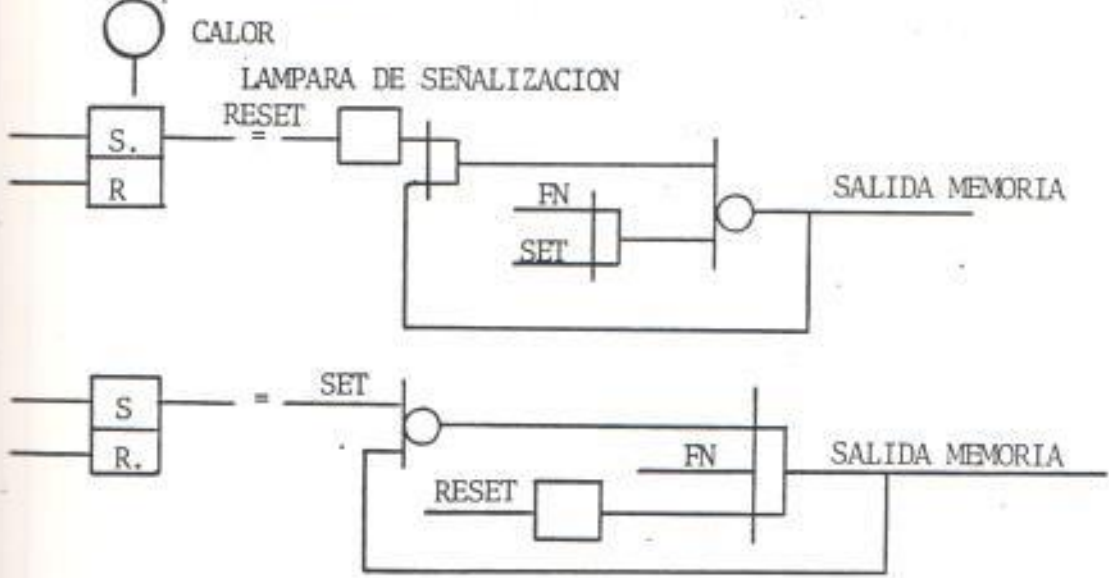 CALOR
LAMPARA DE SEÑALIZACION
S.
R
=
RESET
FN
SET
SALIDA MEMORIA
S
R.
=
SET
FN
RESET
SALIDA MEMORIA